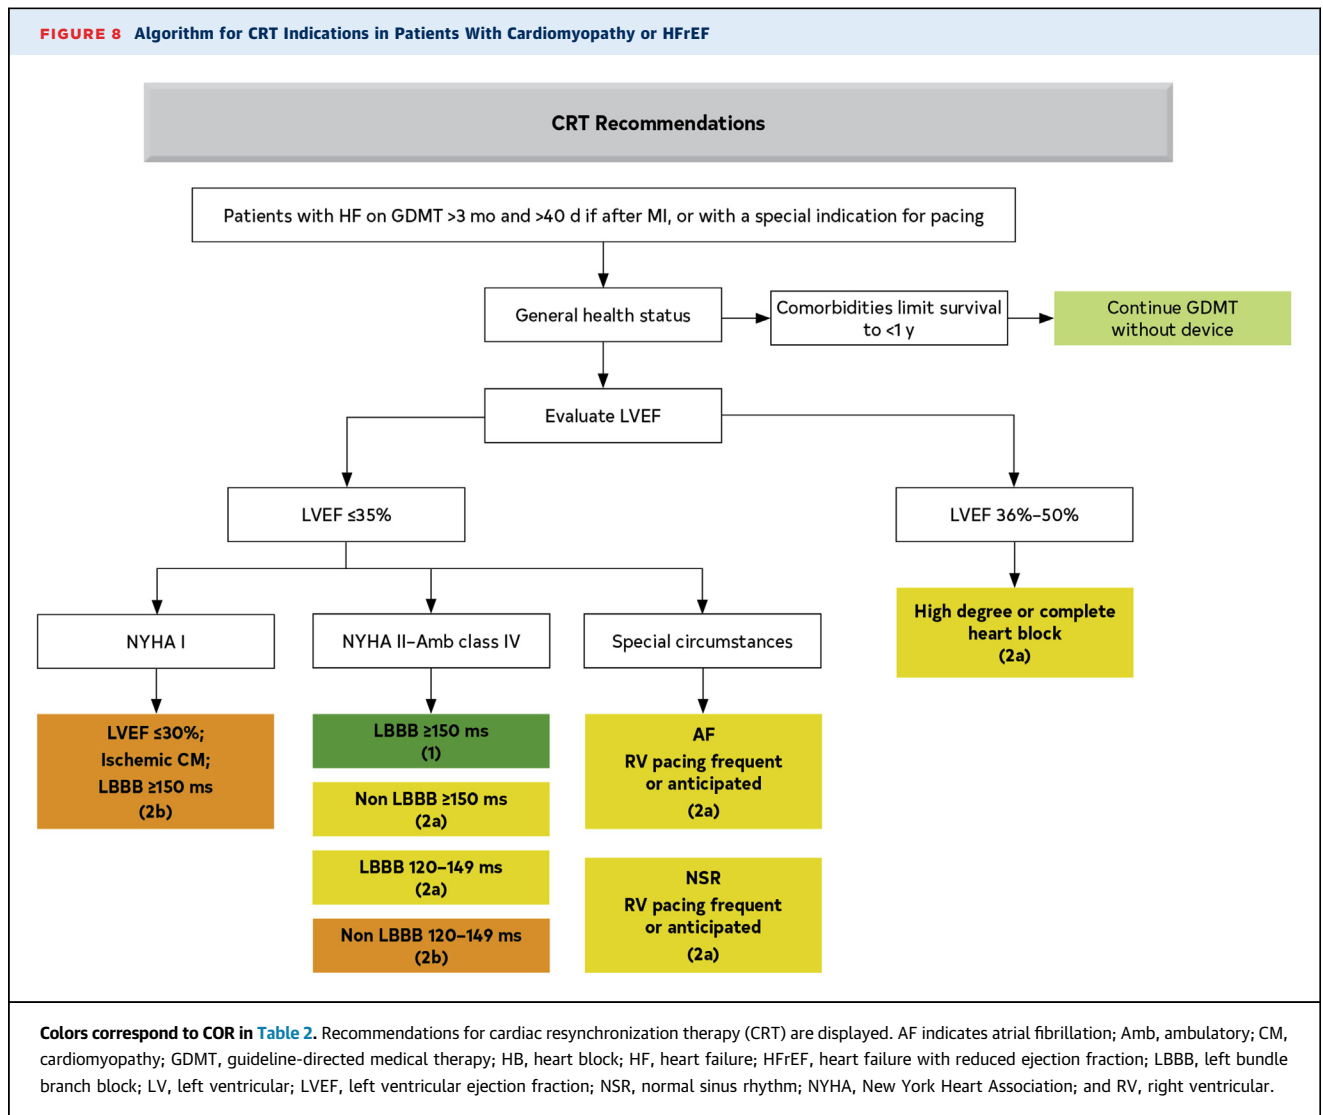 FIGURE 8 Algorithm for CRT Indications in Patients With Cardiomyopathy or HFrEF
CRT Recommendations
Patients with HF on GDMT >3 mo and >40 d if after MI, or with a special indication for pacing
General health status
Comorbidities limit survival
to <1 y
Continue GDMT
without device
Evaluate LVEF
LVEF ≤35%
LVEF 36%–50%
NYHA I
NYHA II–Amb class IV
Special circumstances
High degree or complete
heart block
(2a)
LVEF ≤30%;
Ischemic CM;
LBBB ≥150 ms
(2b)
LBBB ≥150 ms
(1)
Non LBBB ≥150 ms
(2a)
LBBB 120–149 ms
(2a)
Non LBBB 120–149 ms
(2b)
AF
RV pacing frequent
or anticipated
(2a)
NSR
RV pacing frequent
or anticipated
(2a)
Colors correspond to COR in Table 2. Recommendations for cardiac resynchronization therapy (CRT) are displayed. AF indicates atrial fibrillation; Amb, ambulatory; CM,
cardiomyopathy; GDMT, guideline-directed medical therapy; HB, heart block; HF, heart failure; HFrEF, heart failure with reduced ejection fraction; LBBB, left bundle
branch block; LV, left ventricular; LVEF, left ventricular ejection fraction; NSR, normal sinus rhythm; NYHA, New York Heart Association; and RV, right ventricular.